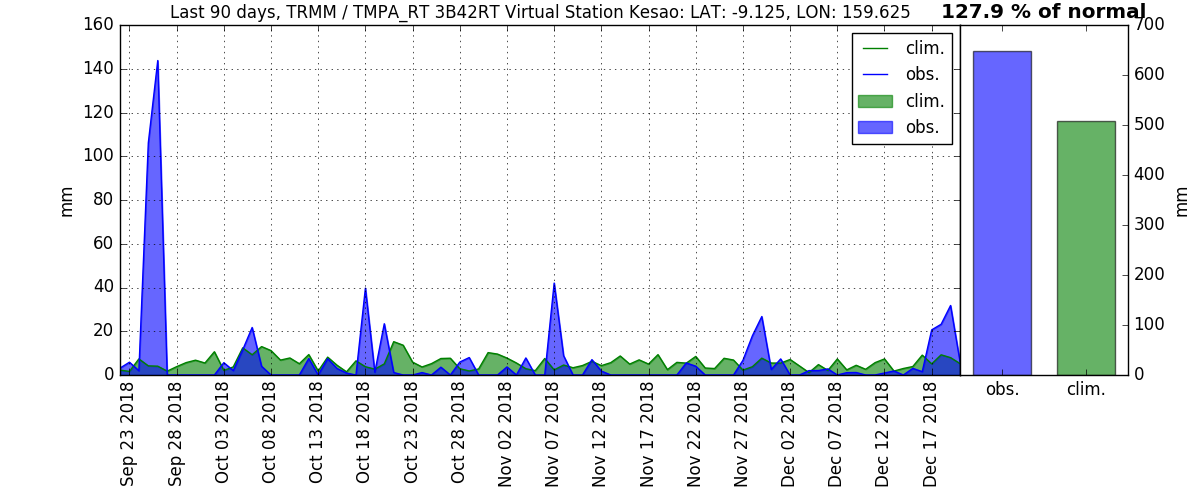 Last 90 days, TRMM / TMPA_RT 3B42RT Virtual Station Kesao: LAT: -9.125, LON: 159.625
127.9 % of normal
160
140
120
100
80
60
40
20
0
mm
clim.
obs.
clim.
obs.
700
600
500
400
300
200
100
0
mm
Sep 23 2018
Sep 28 2018
Oct 03 2018
Oct 08 2018
Oct 13 2018
Oct 18 2018
Oct 23 2018
Oct 28 2018
Nov 02 2018
Nov 07 2018
Nov 12 2018
Nov 17 2018
Nov 22 2018
Nov 27 2018
Dec 02 2018
Dec 07 2018
Dec 12 2018
Dec 17 2018
obs.
clim.